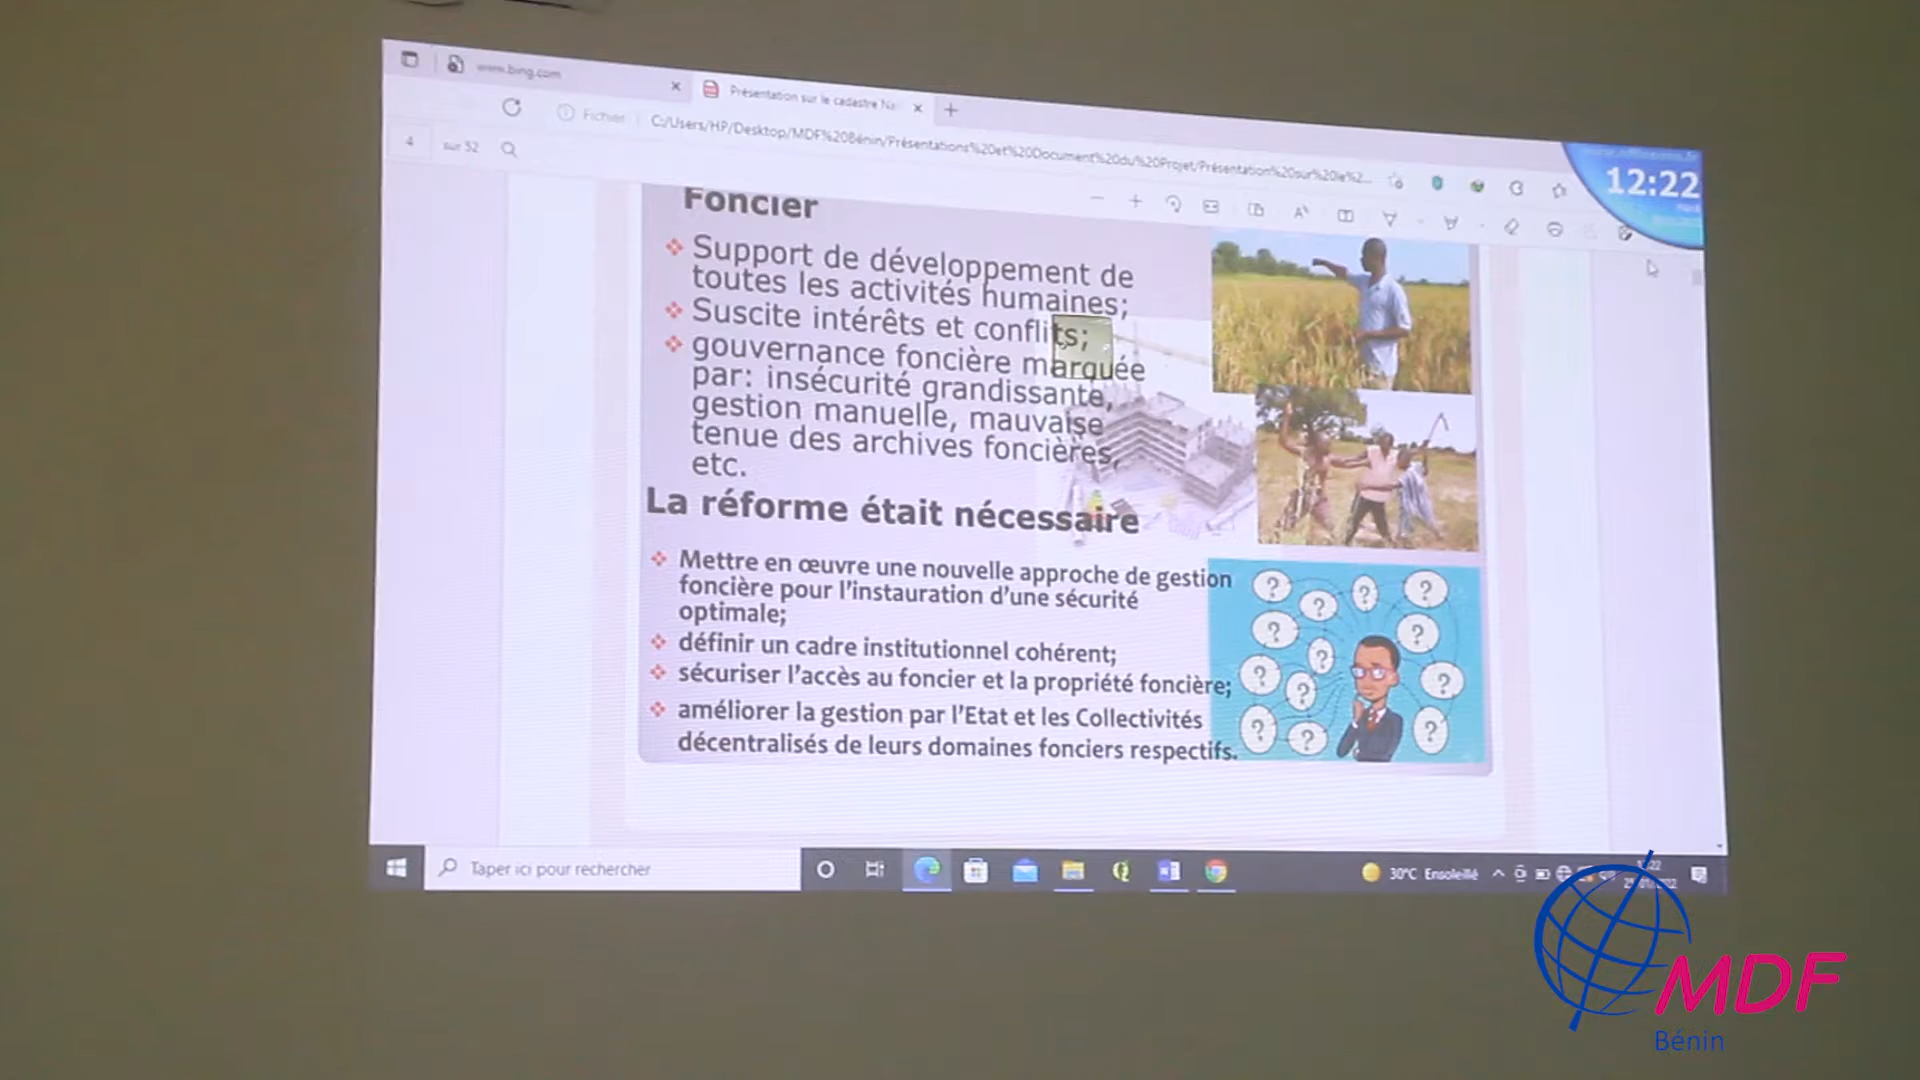 www.bing.com
Présentation sur le cadastre Na
Fichier C:/Users/HP/Desktop/MDF%20Bénin/Présentations%20et%20Document%20du%20Projet/Présentation%20sur%20le%2...
4 sur 52
12:22
Foncier
❖ Support de développement de
toutes les activités humaines;
❖ Suscite intérêts et conflits;
❖ gouvernance foncière marquée
par: insécurité grandissante,
gestion manuelle, mauvaise
tenue des archives foncières,
etc.
La réforme était nécessaire
❖ Mettre en œuvre une nouvelle approche de gestion
foncière pour l'instauration d'une sécurité
optimale;
❖ définir un cadre institutionnel cohérent;
❖ sécuriser l'accès au foncier et la propriété foncière;
❖ améliorer la gestion par l'Etat et les Collectivités
décentralisés de leurs domaines fonciers respectifs.
? ? ? ? ? ? ? ? ? ? ? ? ?
Taper ici pour rechercher
30°C Ensoleillé
MDF
Bénin